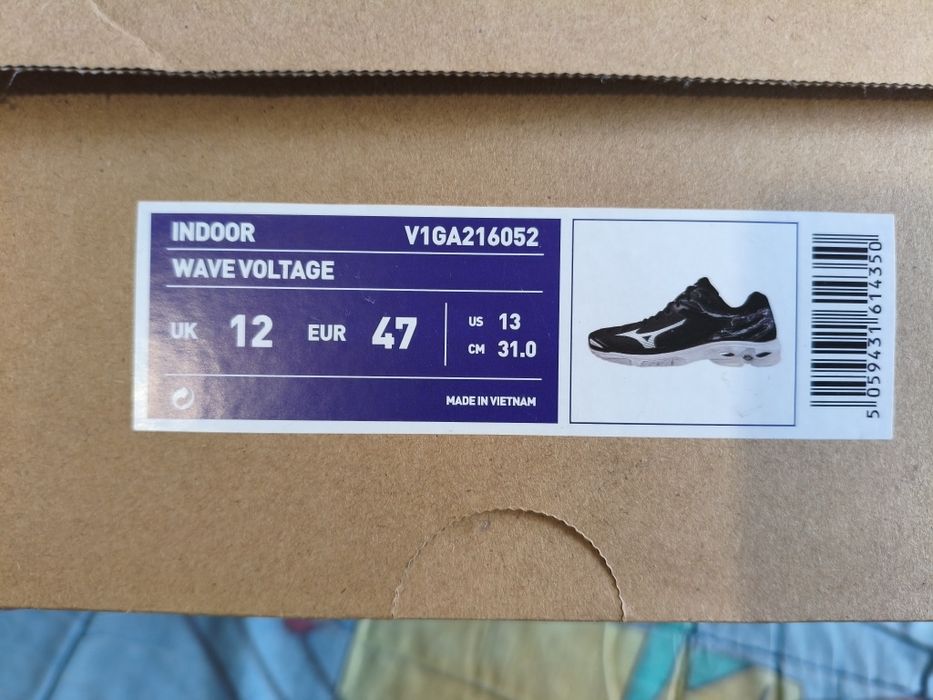 INDOOR V1GA216052
WAVE VOLTAGE
UK 12 EUR 47 US 13
CM 31.0
MADE IN VIETNAM
5 059431 614350